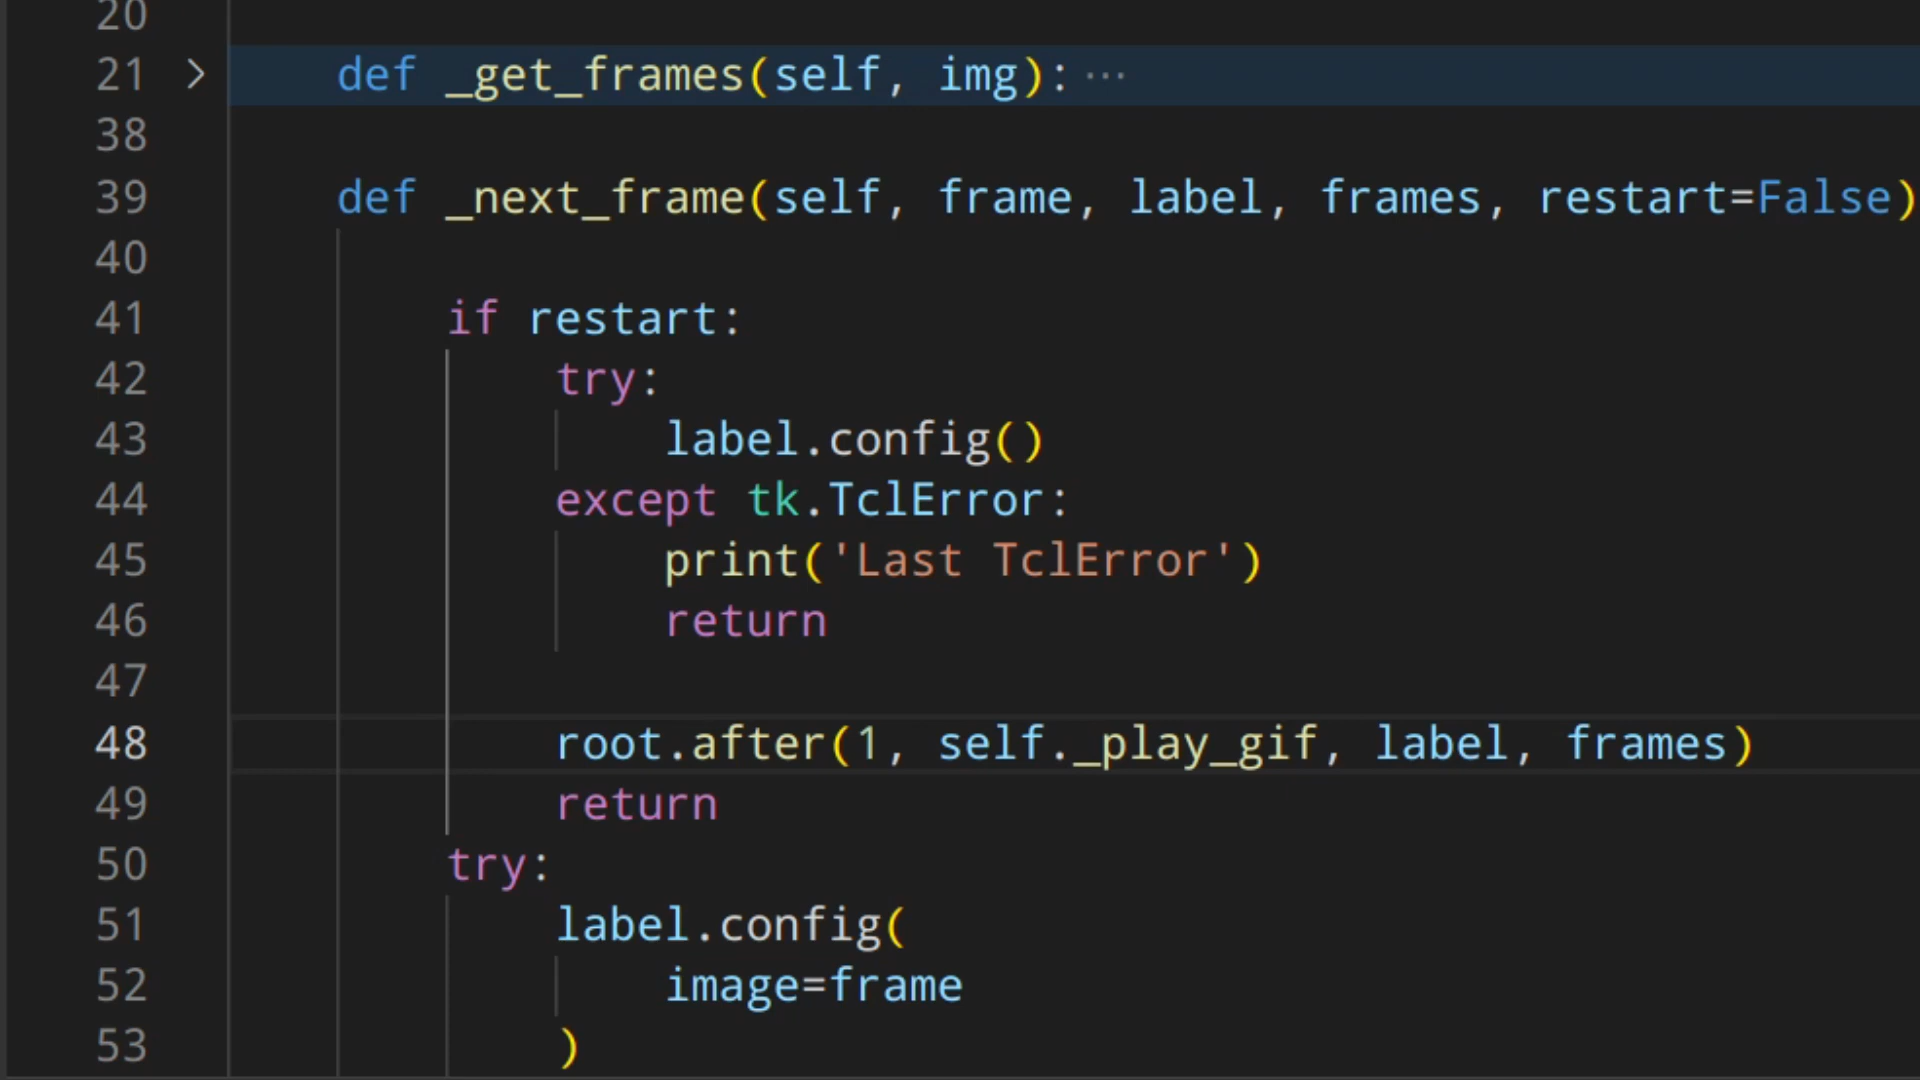 20
21 > def _get_frames(self, img): ···
38
39 def _next_frame(self, frame, label, frames, restart=False)
40
41 if restart:
42 try:
43 label.config()
44 except tk.TclError:
45 print('Last TclError')
46 return
47
48 root.after(1, self._play_gif, label, frames)
49 return
50 try:
51 label.config(
52 image=frame
53 )